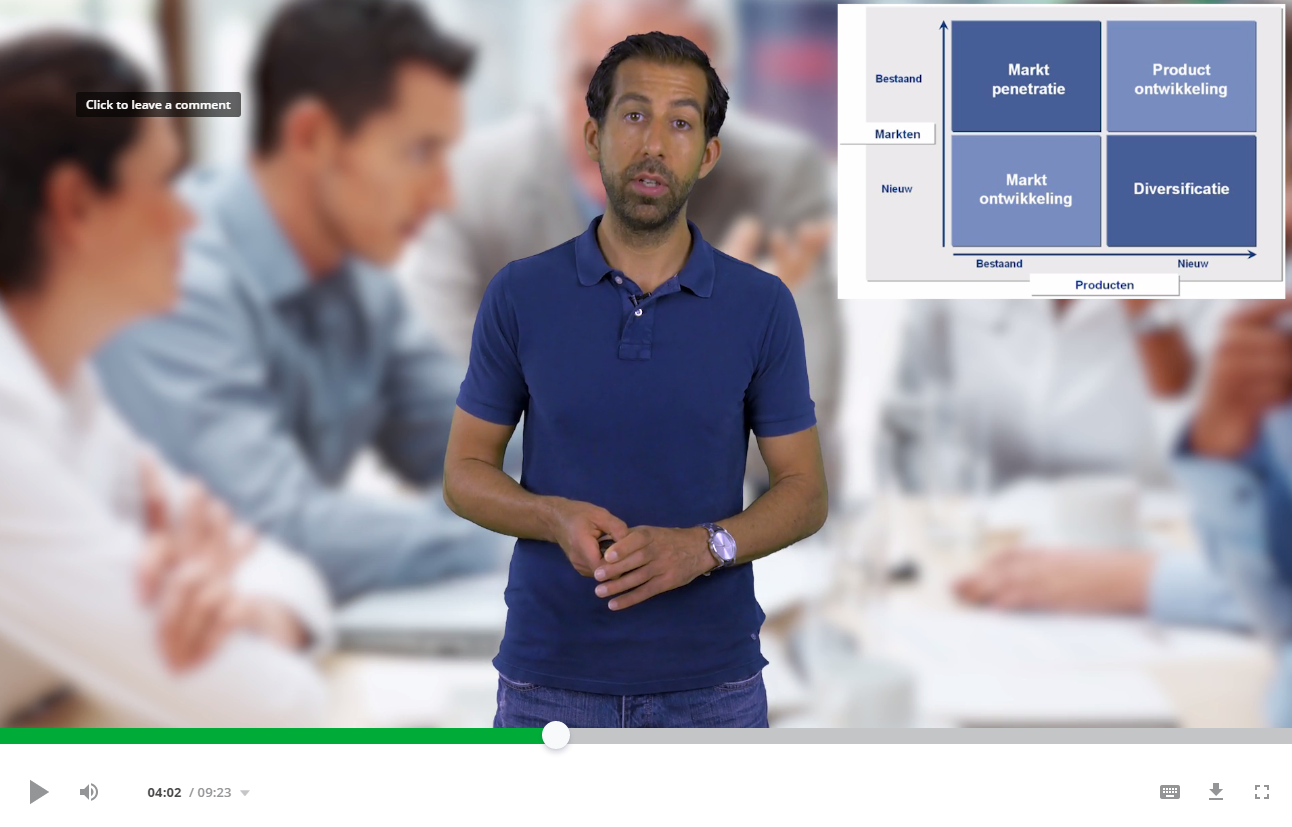 Click to leave a comment
Bestaand
Markt
penetratie
Product
ontwikkeling
Markten
Nieuw
Markt
ontwikkeling
Diversificatie
Bestaand
Nieuw
Producten
04:02 / 09:23